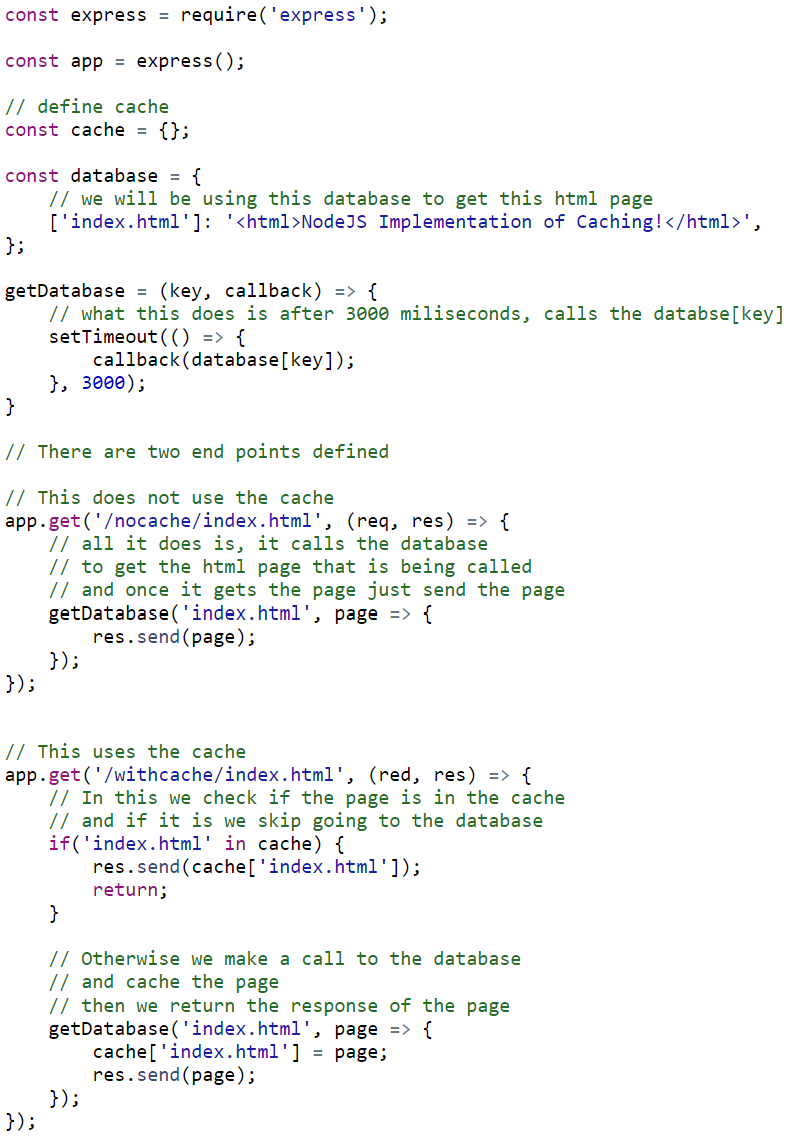 const express = require('express');
const app = express();
// define cache
const cache = {};
const database = {
    // we will be using this database to get this html page
    ['index.html']: '<html>NodeJS Implementation of Caching!</html>',
};
getDatabase = (key, callback) => {
    // what this does is after 3000 miliseconds, calls the databse[key]
    setTimeout(() => {
        callback(database[key]);
    }, 3000);
}
// There are two end points defined
// This does not use the cache
app.get('/nocache/index.html', (req, res) => {
    // all it does is, it calls the database
    // to get the html page that is being called
    // and once it gets the page just send the page
    getDatabase('index.html', page => {
        res.send(page);
    });
});
// This uses the cache
app.get('/withcache/index.html', (red, res) => {
    // In this we check if the page is in the cache
    // and if it is we skip going to the database
    if('index.html' in cache) {
        res.send(cache['index.html']);
        return;
    }
    // Otherwise we make a call to the database
    // and cache the page
    // then we return the response of the page
    getDatabase('index.html', page => {
        cache['index.html'] = page;
        res.send(page);
    });
});